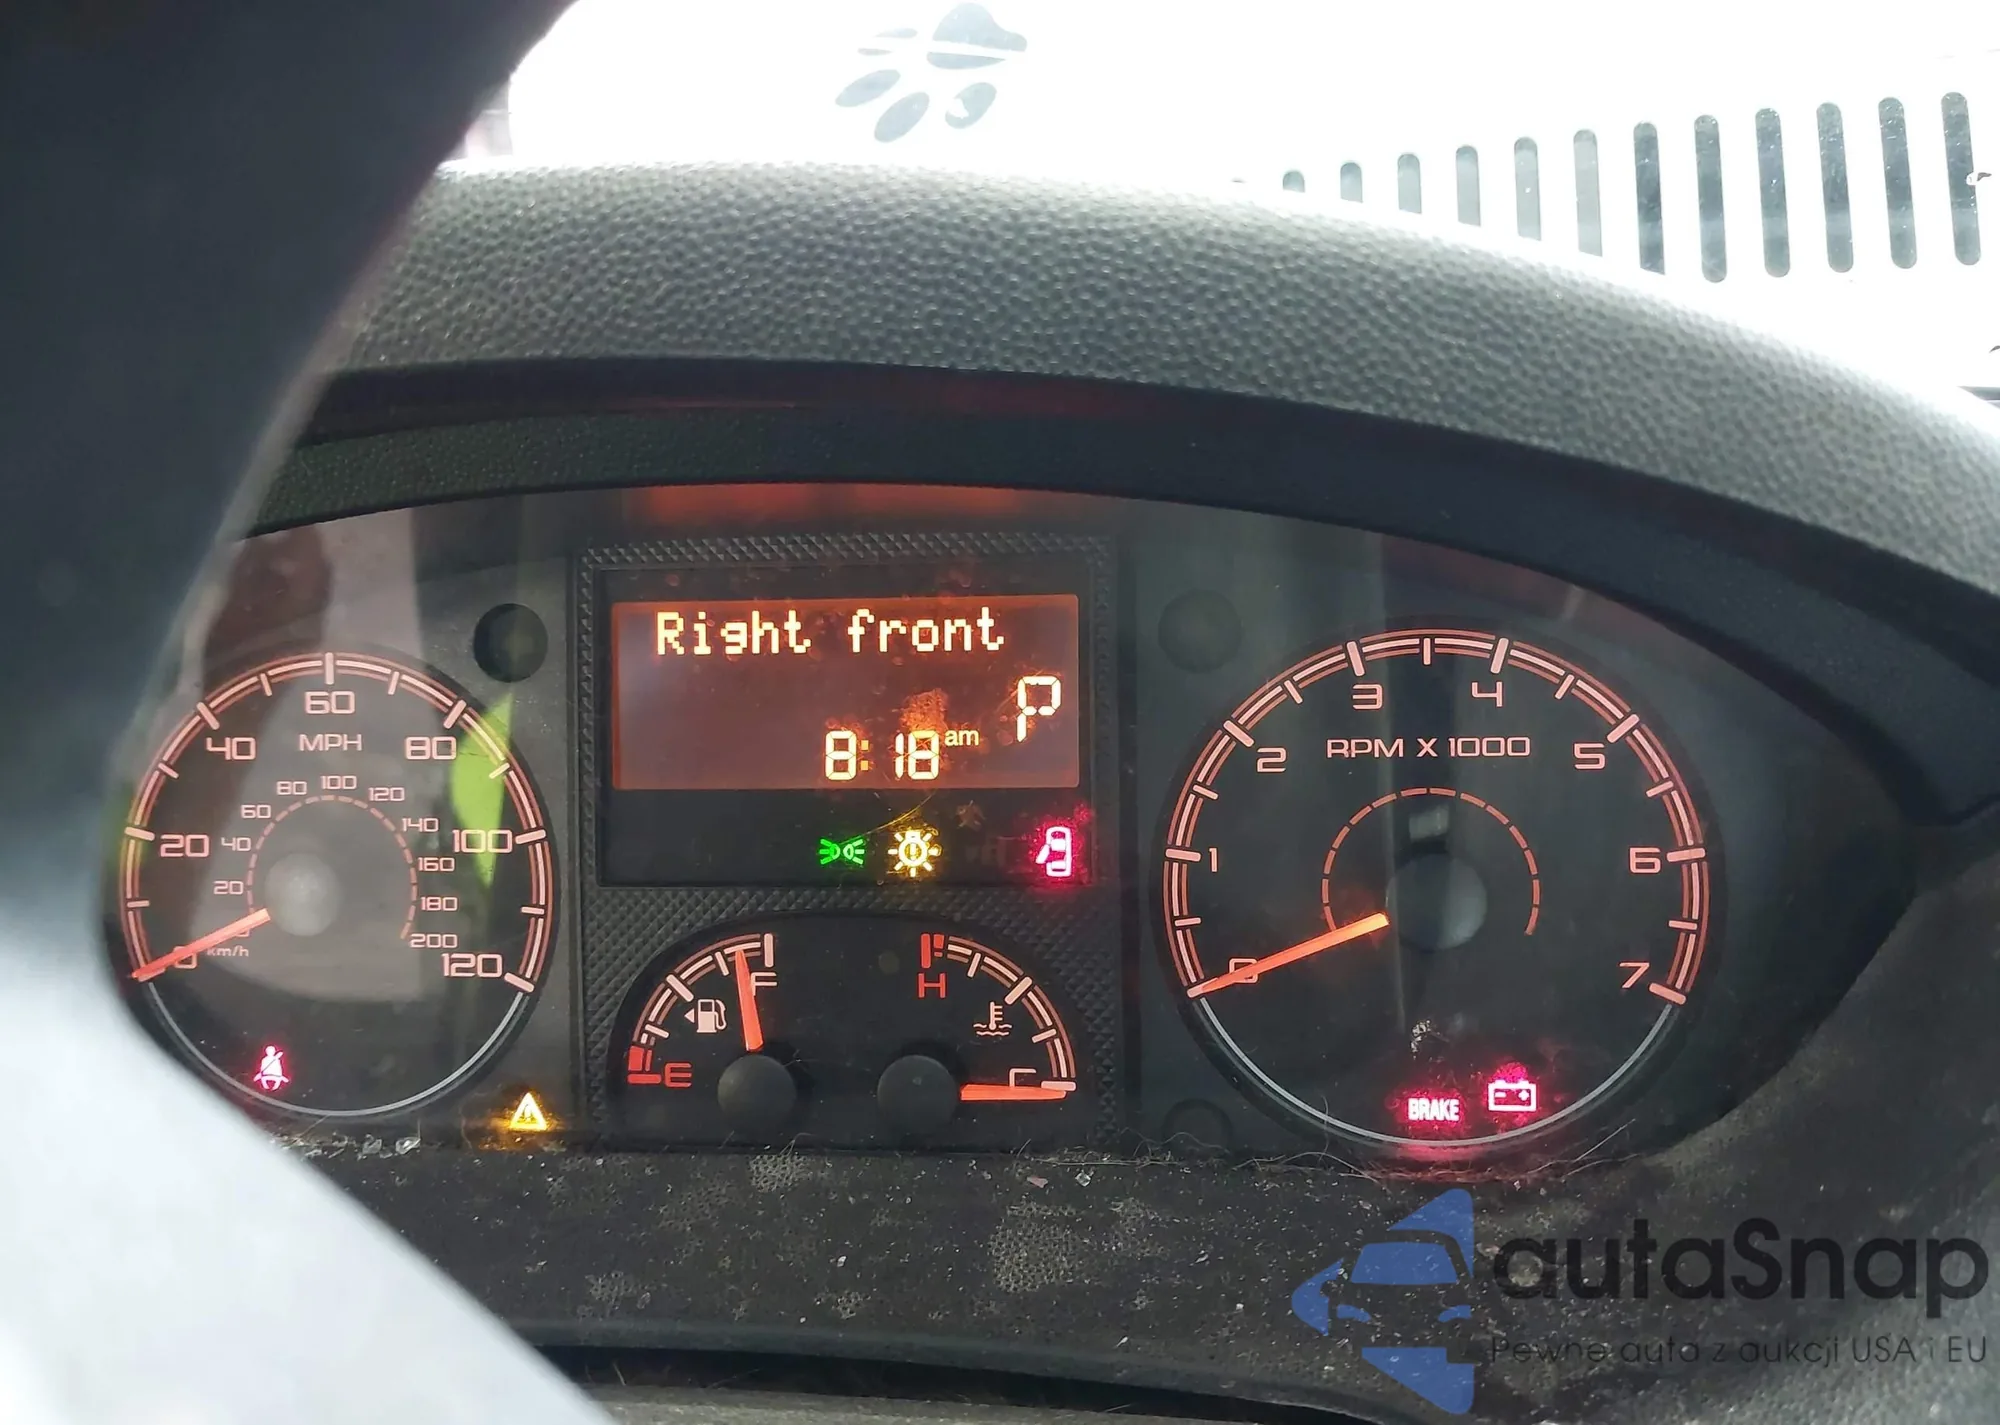 Right front
P
8:18 am
60
MPH
40
80
20
100
0
120
80 100 120
60
140
40
160
20
180
km/h
200
3
4
2
RPM X 1000
5
1
6
0
7
F
E
H
C
BRAKE
autaSnap
Pewne auta z aukcji USA i EU